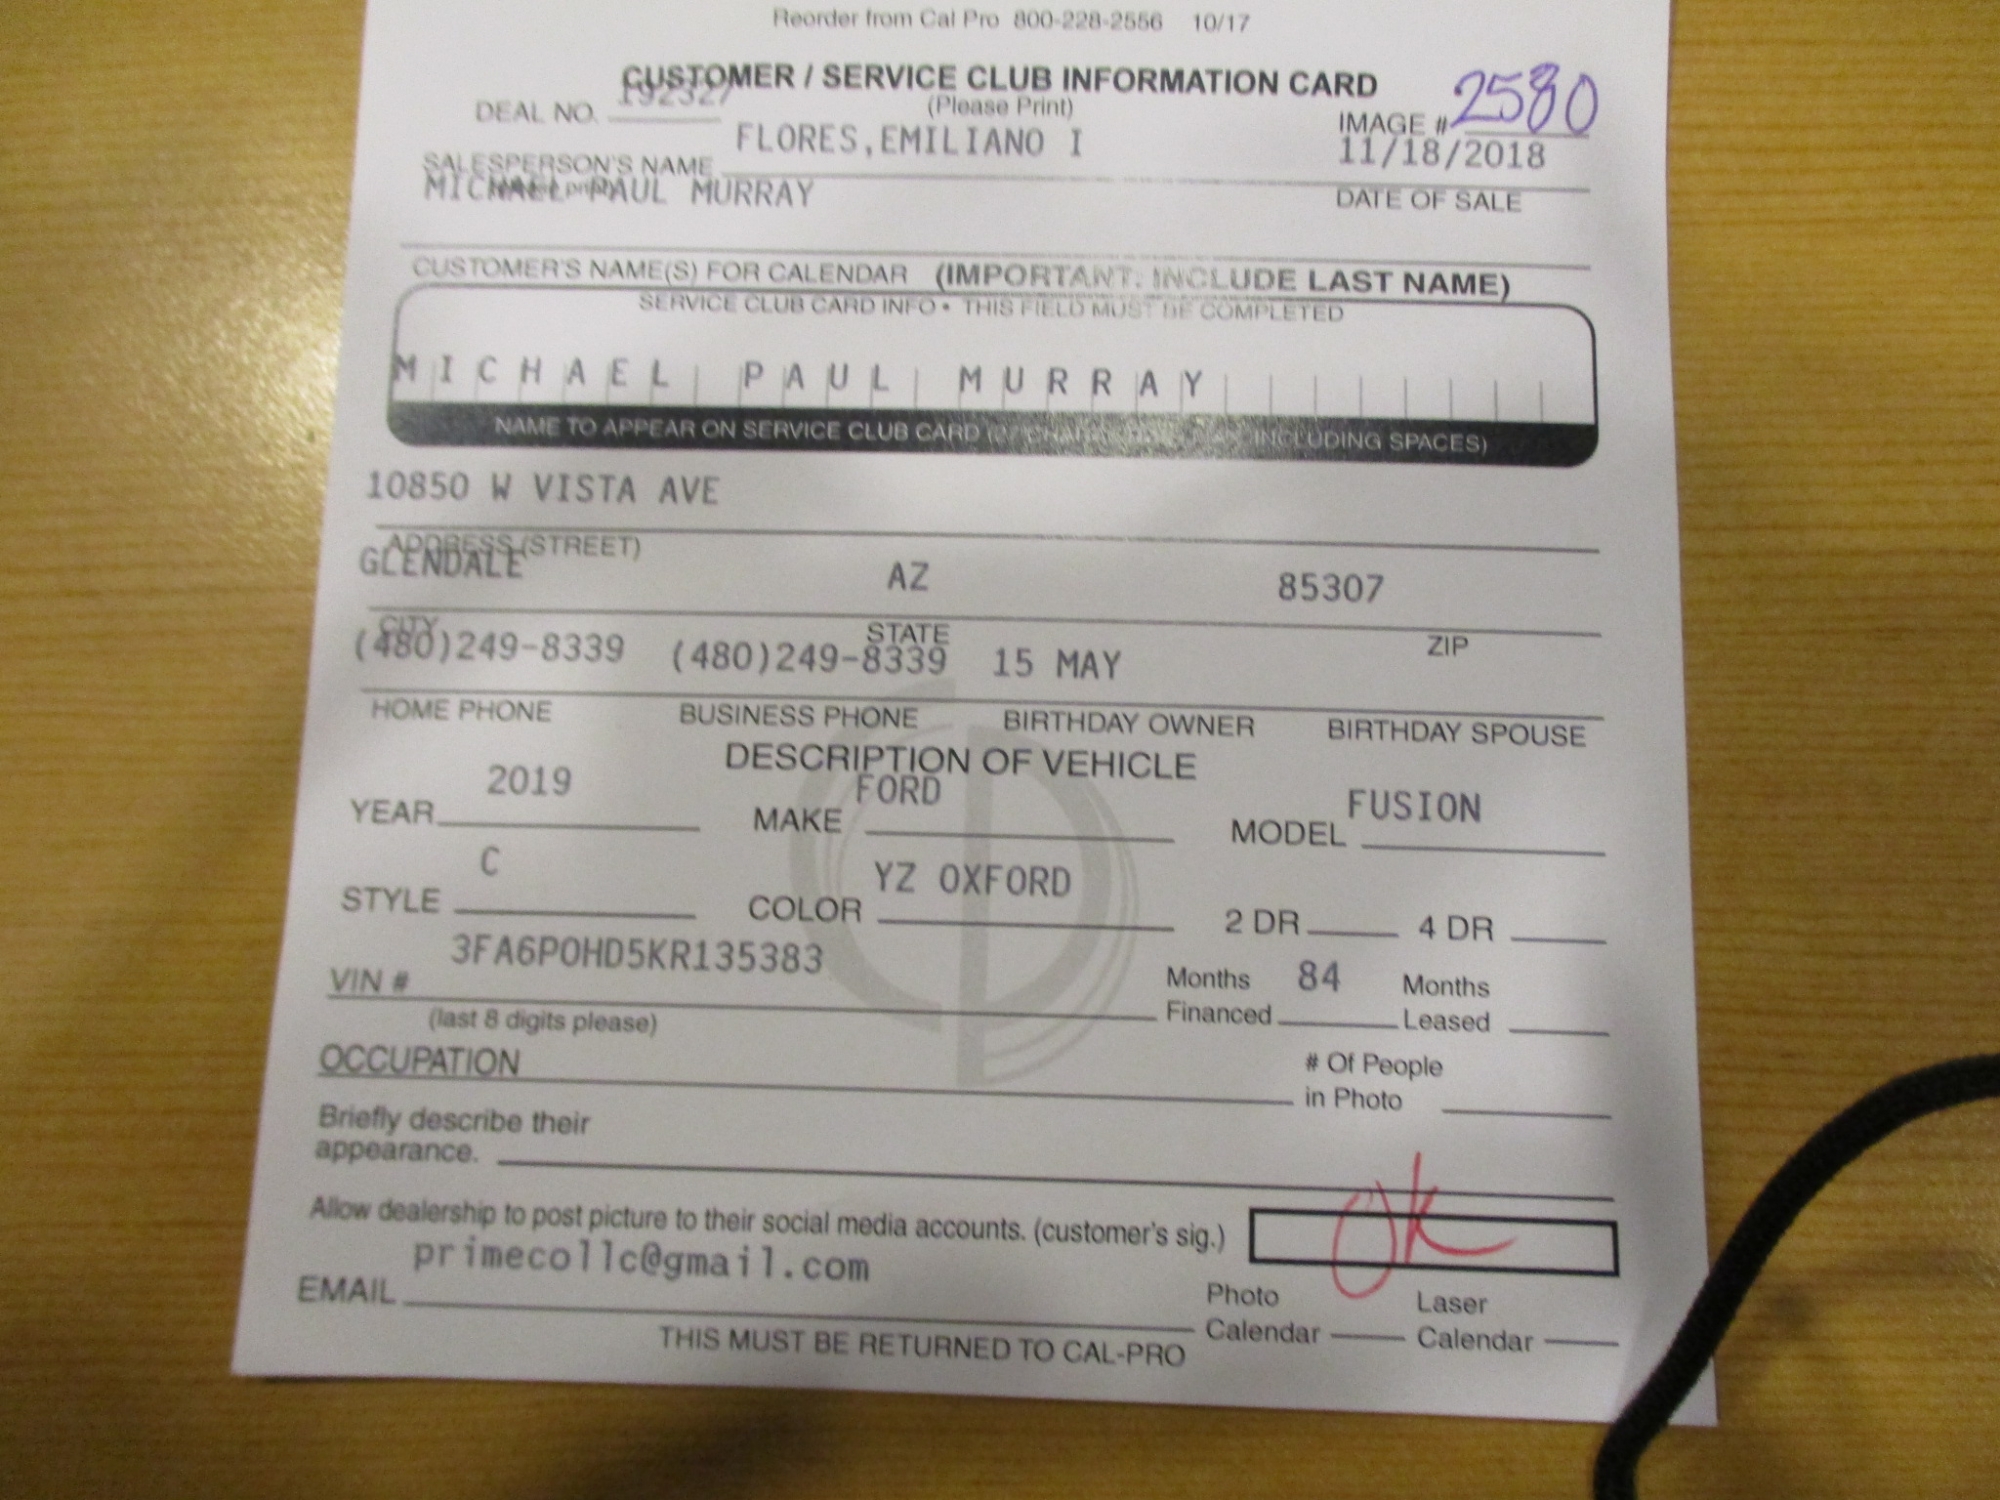 Reorder from Cal Pro 800-228-2556 10/17
CUSTOMER / SERVICE CLUB INFORMATION CARD
DEAL NO. 192327 (Please Print) IMAGE # 2580
FLORES,EMILIANO I 11/18/2018
SALESPERSON'S NAME DATE OF SALE
MICHAEL PAUL MURRAY
CUSTOMER'S NAME(S) FOR CALENDAR (IMPORTANT: INCLUDE LAST NAME)
SERVICE CLUB CARD INFO • THIS FIELD MUST BE COMPLETED
MICHAEL PAUL MURRAY
NAME TO APPEAR ON SERVICE CLUB CARD INCLUDING SPACES)
10850 W VISTA AVE
ADDRESS (STREET)
GLENDALE AZ 85307
CITY STATE ZIP
(480)249-8339 (480)249-8339 15 MAY
HOME PHONE BUSINESS PHONE BIRTHDAY OWNER BIRTHDAY SPOUSE
DESCRIPTION OF VEHICLE
YEAR 2019 MAKE FORD MODEL FUSION
STYLE C COLOR YZ OXFORD 2 DR 4 DR
VIN # 3FA6P0HD5KR135383 Months Financed 84 Months Leased
(last 8 digits please)
OCCUPATION # Of People in Photo
Briefly describe their
appearance.
Allow dealership to post picture to their social media accounts. (customer's sig.) OK
EMAIL primecollc@gmail.com Photo Calendar Laser Calendar
THIS MUST BE RETURNED TO CAL-PRO